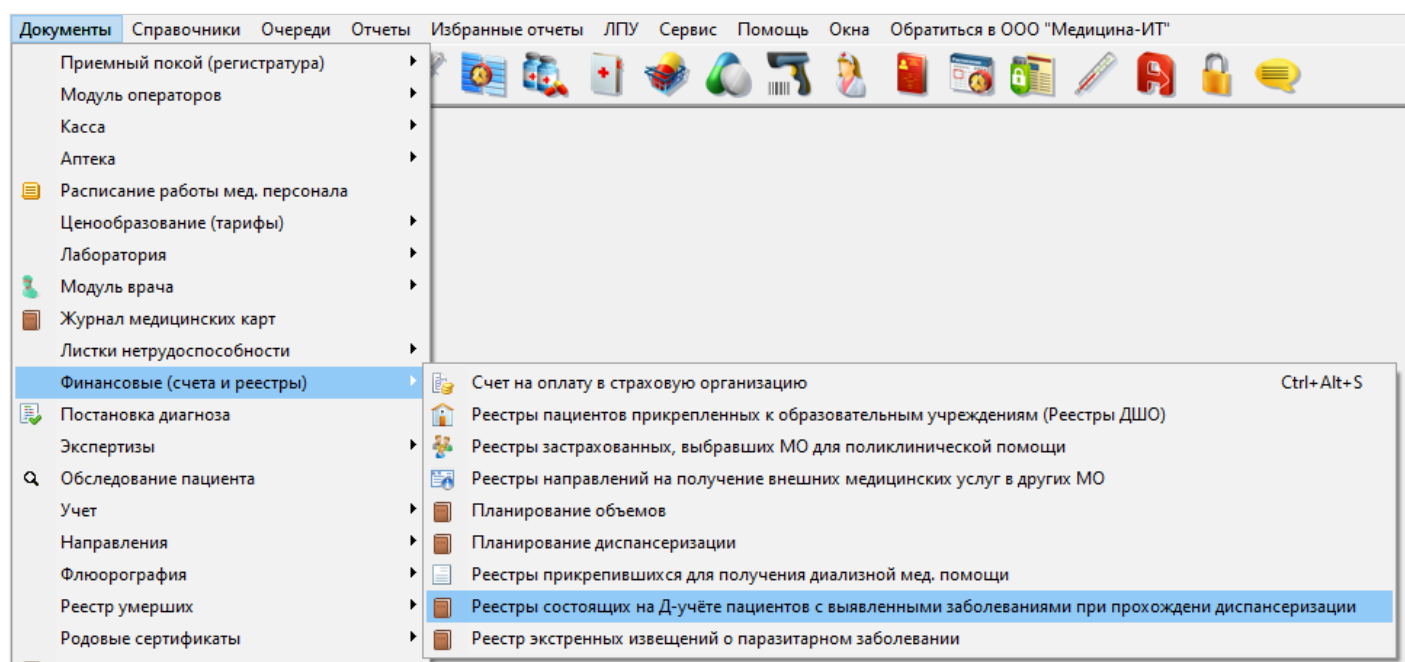 Документы Справочники Очереди Отчеты Избранные отчеты ЛПУ Сервис Помощь Окна Обратиться в ООО "Медицина-ИТ"
Приемный покой (регистратура)
Модуль операторов
Касса
Аптека
Расписание работы мед. персонала
Ценообразование (тарифы)
Лаборатория
Модуль врача
Журнал медицинских карт
Листки нетрудоспособности
Финансовые (счета и реестры)
Постановка диагноза
Экспертизы
Обследование пациента
Учет
Направления
Флюорография
Реестр умерших
Родовые сертификаты
Счет на оплату в страховую организацию Ctrl+Alt+S
Реестры пациентов прикрепленных к образовательным учреждениям (Реестры ДШО)
Реестры застрахованных, выбравших МО для поликлинической помощи
Реестры направлений на получение внешних медицинских услуг в других МО
Планирование объемов
Планирование диспансеризации
Реестры прикрепившихся для получения диализной мед. помощи
Реестры состоящих на Д-учёте пациентов с выявленными заболеваниями при прохождени диспансеризации
Реестр экстренных извещений о паразитарном заболевании